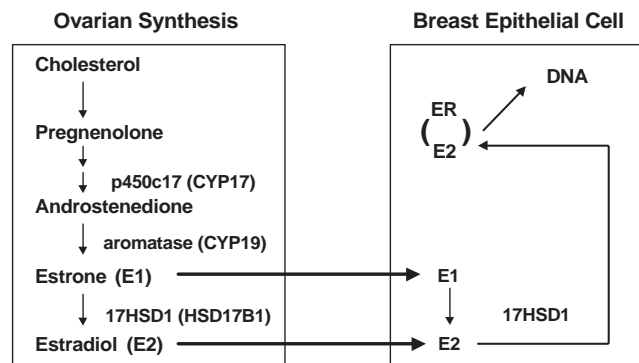 Ovarian Synthesis
Cholesterol
Pregnenolone
p450c17 (CYP17)
Androstenedione
aromatase (CYP19)
Estrone (E1)
17HSD1 (HSD17B1)
Estradiol (E2)
Breast Epithelial Cell
DNA
ER
( )
E2
E1
17HSD1
E2